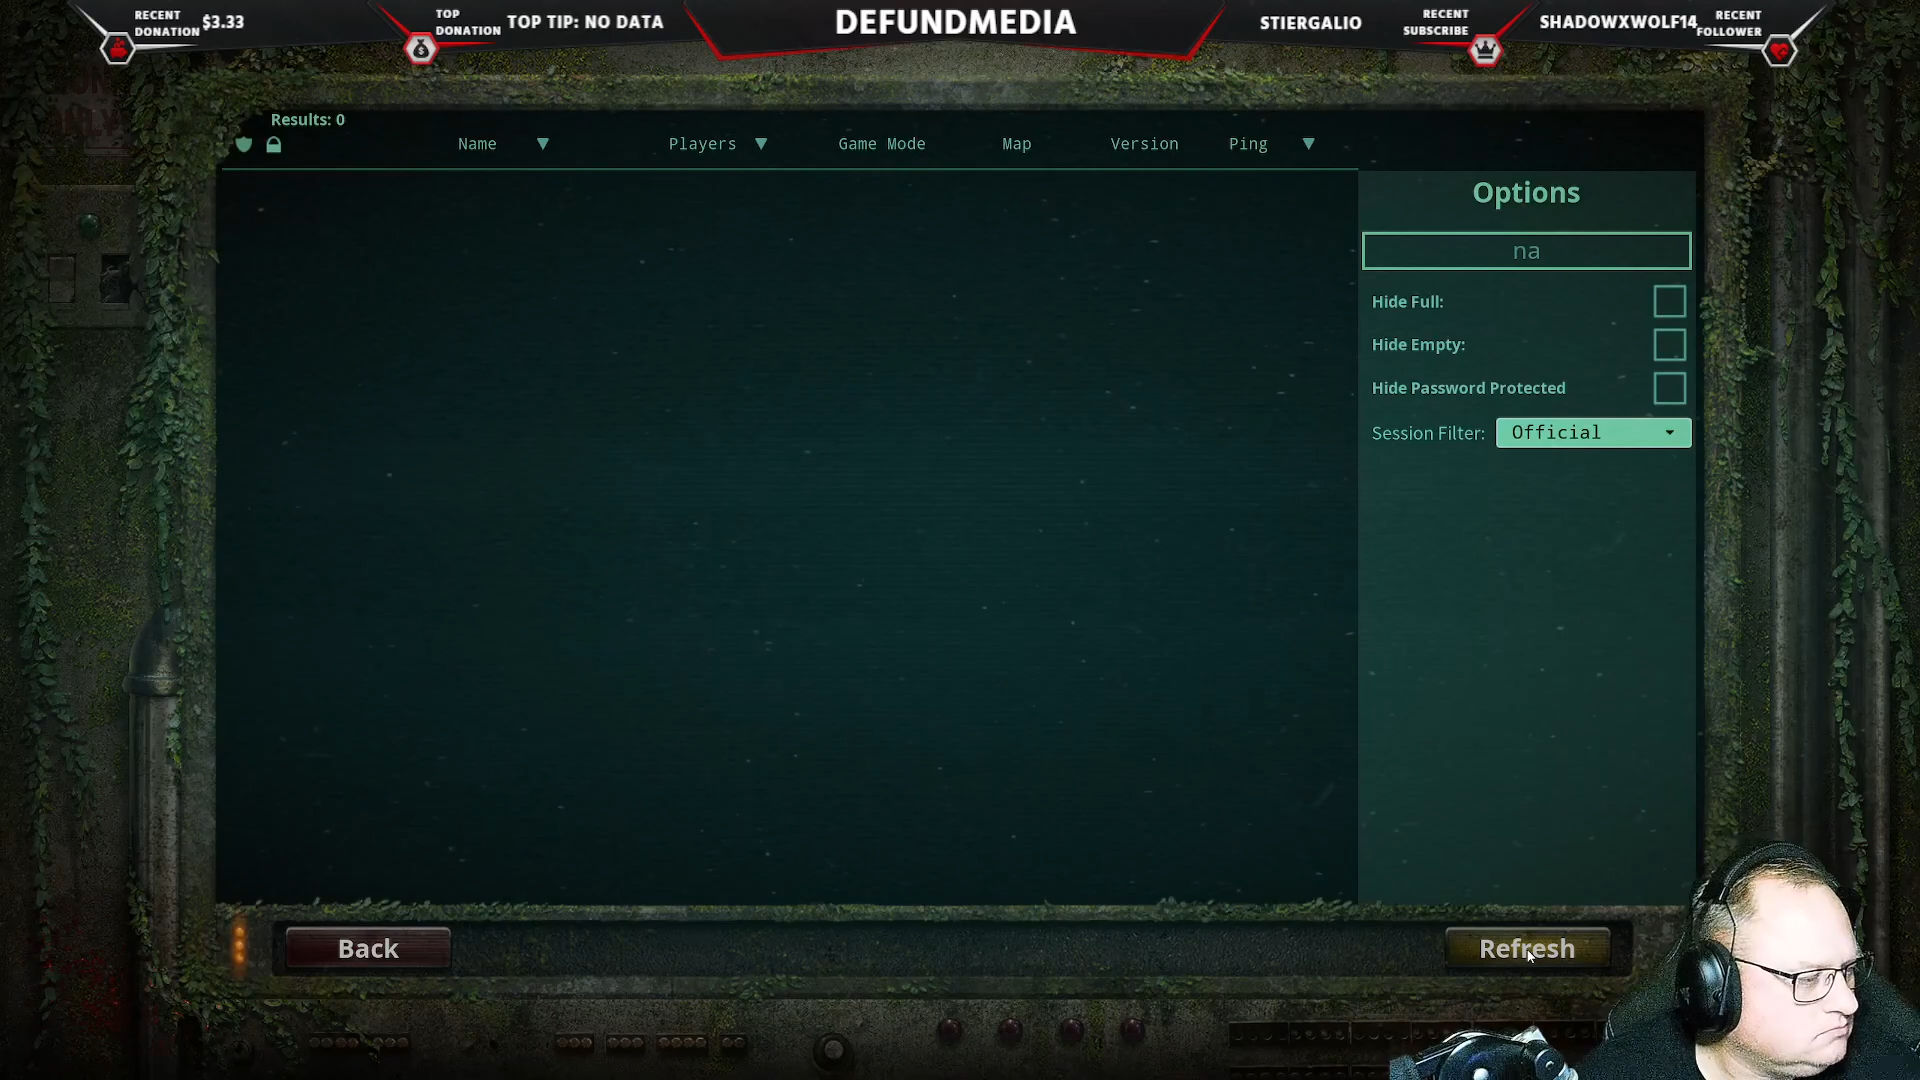 RECENT DONATION $3.33
TOP DONATION TOP TIP: NO DATA
DEFUNDMEDIA
STIERGALIO RECENT SUBSCRIBE
SHADOWXWOLF14 RECENT FOLLOWER
Results: 0
Name Players Game Mode Map Version Ping
Options
na
Hide Full:
Hide Empty:
Hide Password Protected
Session Filter: Official
Back
Refresh